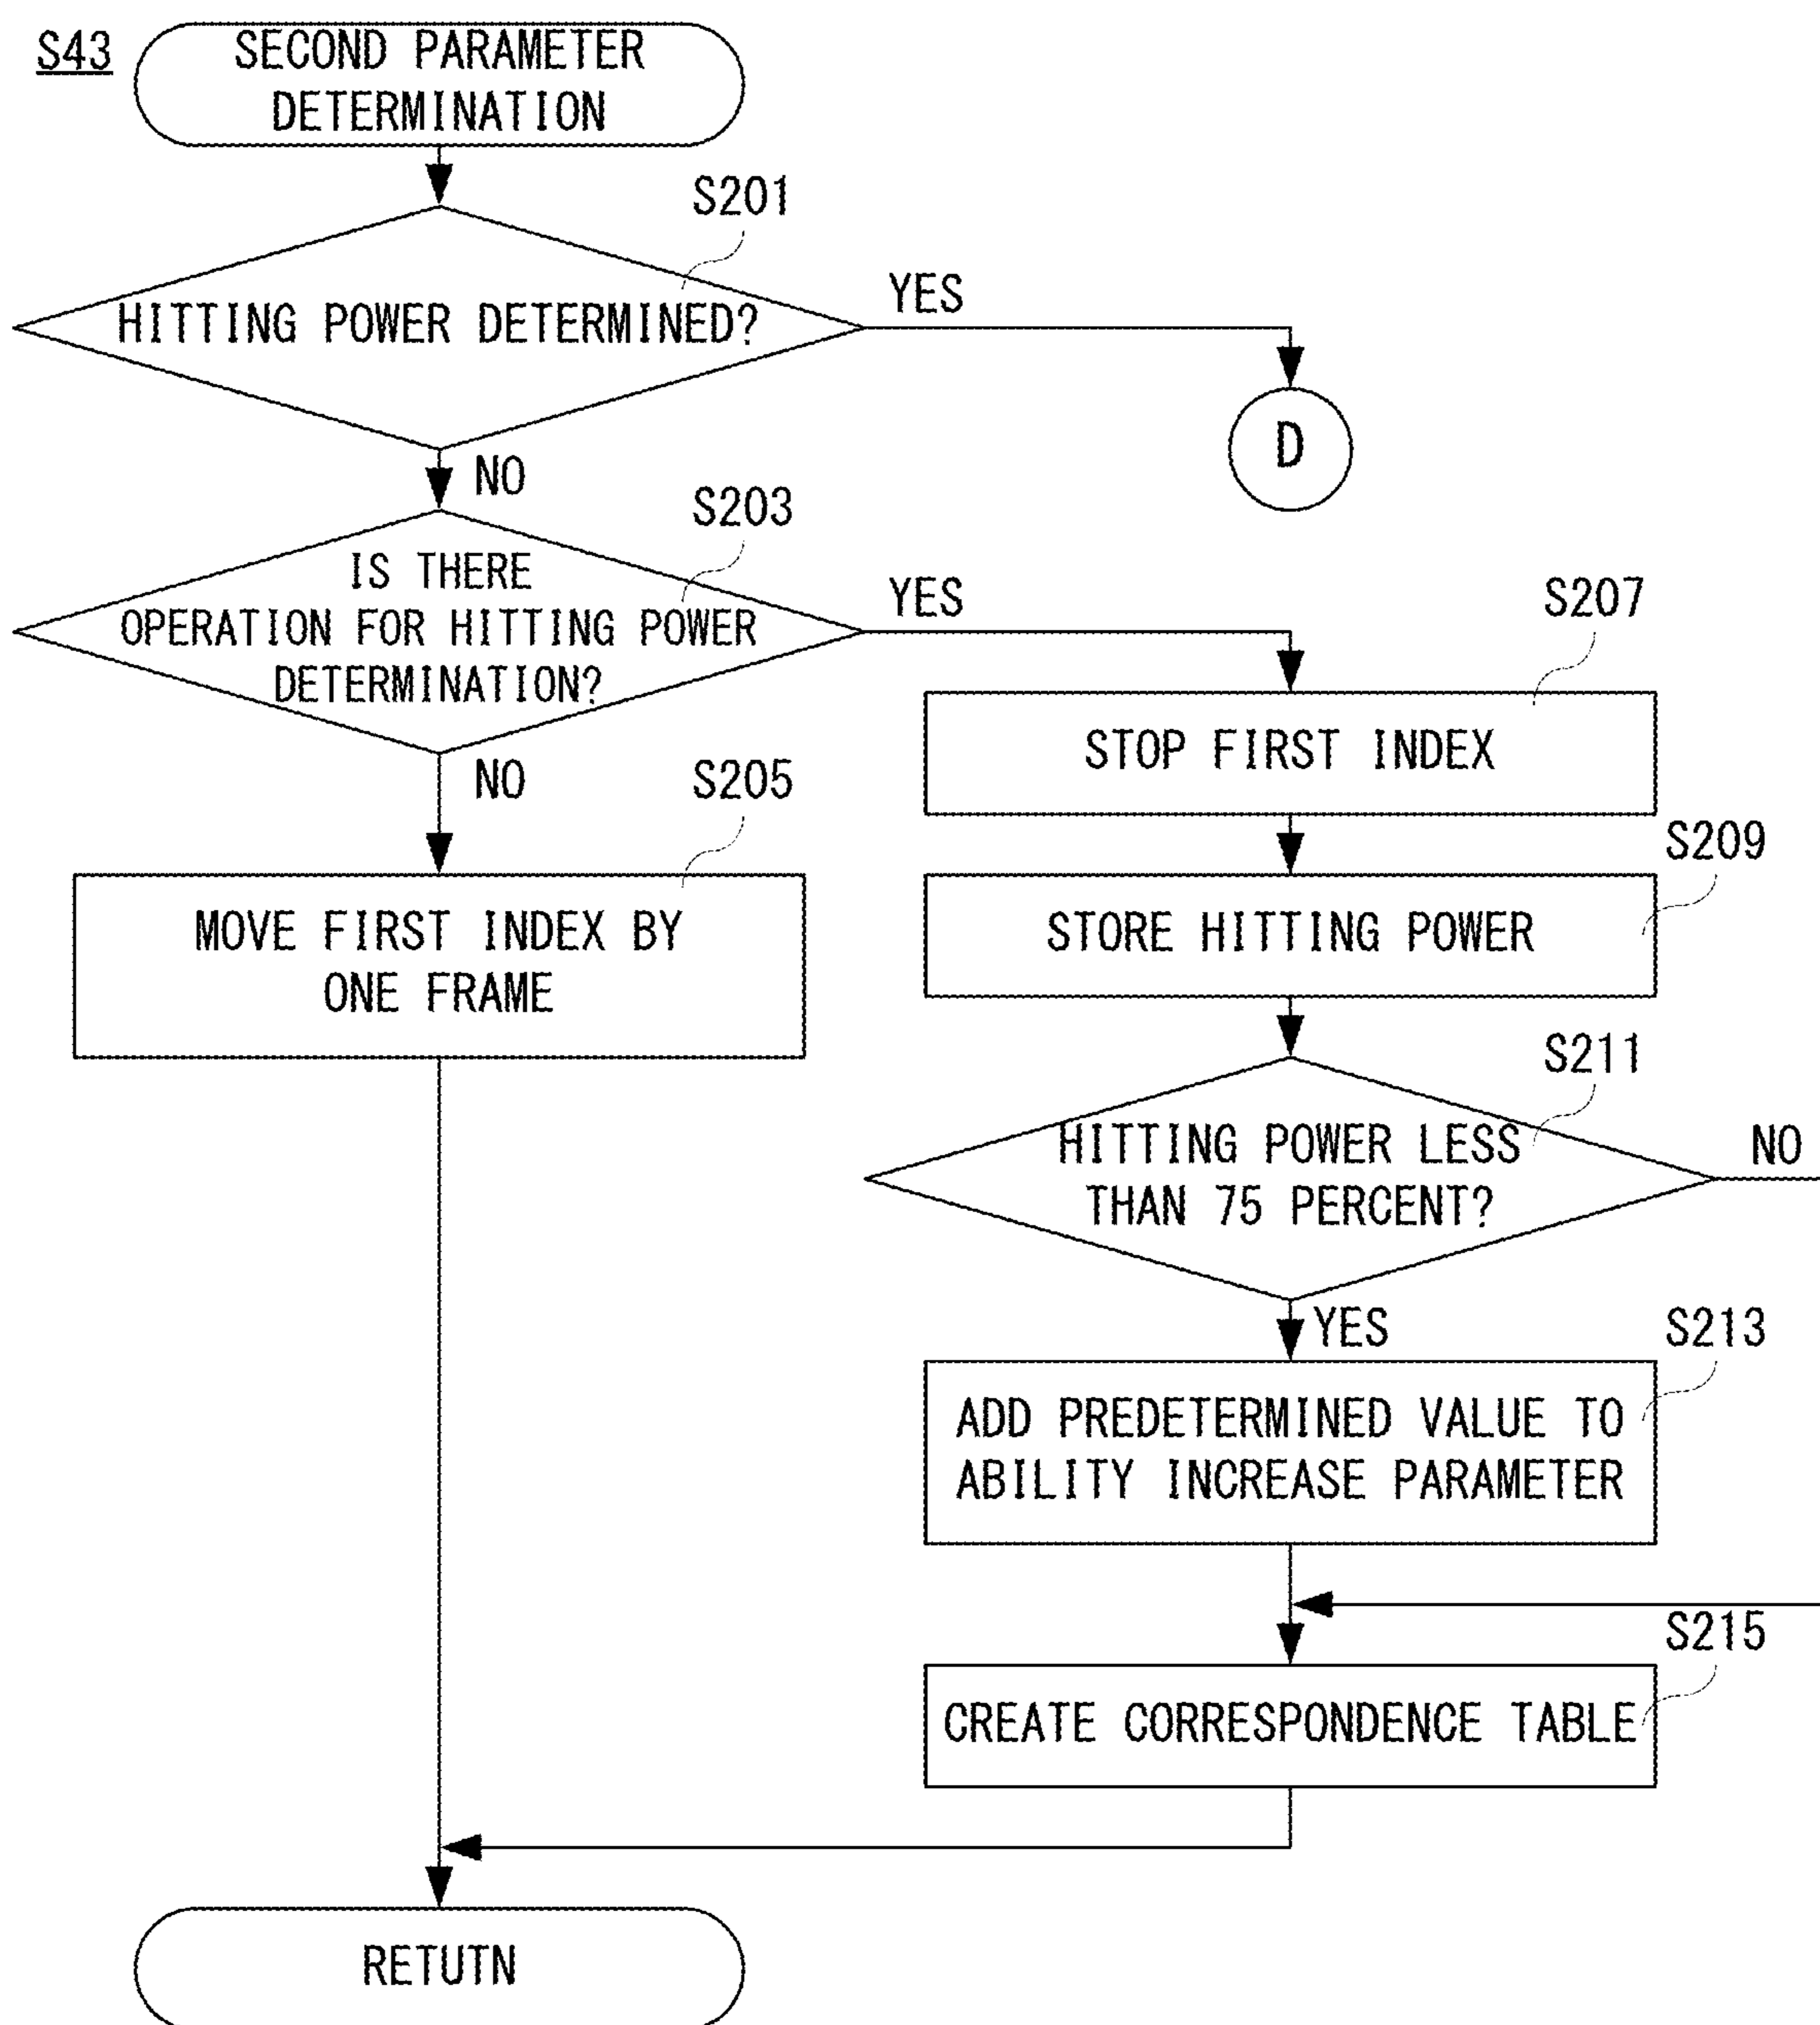 S43
SECOND PARAMETER
DETERMINATION
S201
HITTING POWER DETERMINED?
YES
D
NO
S203
IS THERE
OPERATION FOR HITTING POWER
DETERMINATION?
YES
S207
STOP FIRST INDEX
NO
S205
MOVE FIRST INDEX BY
ONE FRAME
S209
STORE HITTING POWER
S211
HITTING POWER LESS
THAN 75 PERCENT?
NO
YES
S213
ADD PREDETERMINED VALUE TO
ABILITY INCREASE PARAMETER
S215
CREATE CORRESPONDENCE TABLE
RETUTN